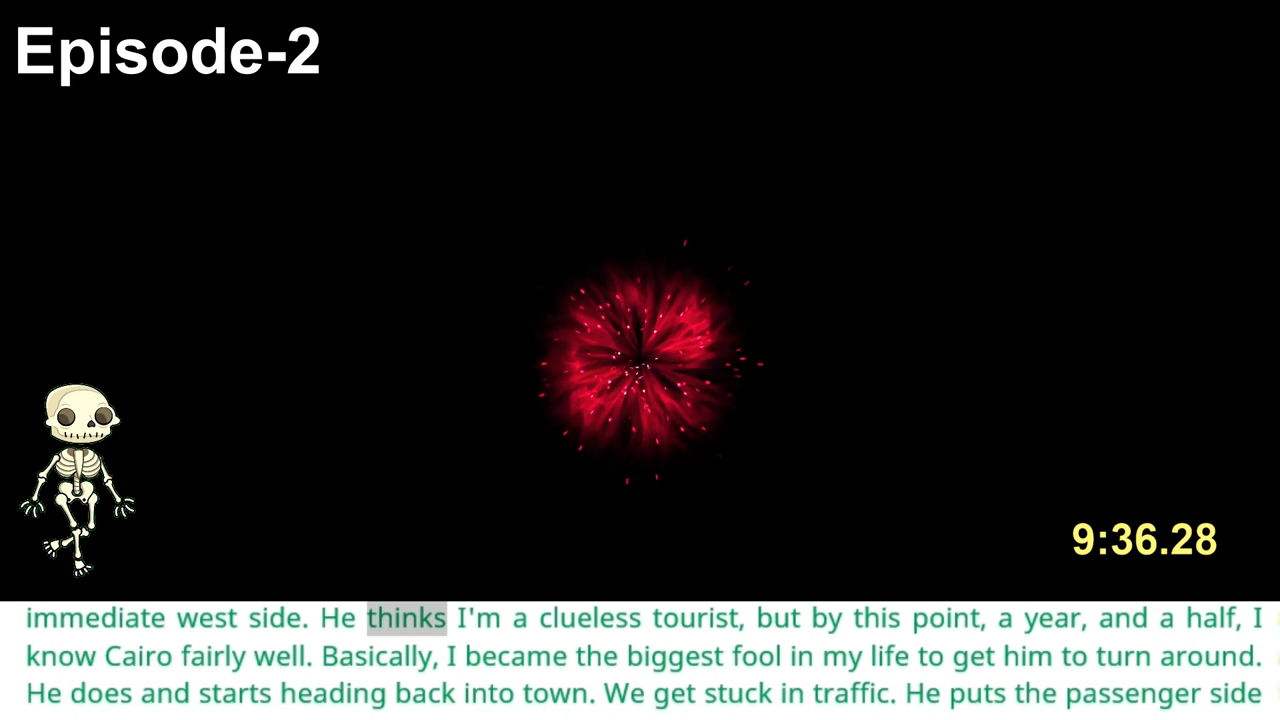 Episode-2
9:36.28
immediate west side. He thinks I'm a clueless tourist, but by this point, a year, and a half, I
know Cairo fairly well. Basically, I became the biggest fool in my life to get him to turn around.
He does and starts heading back into town. We get stuck in traffic. He puts the passenger side